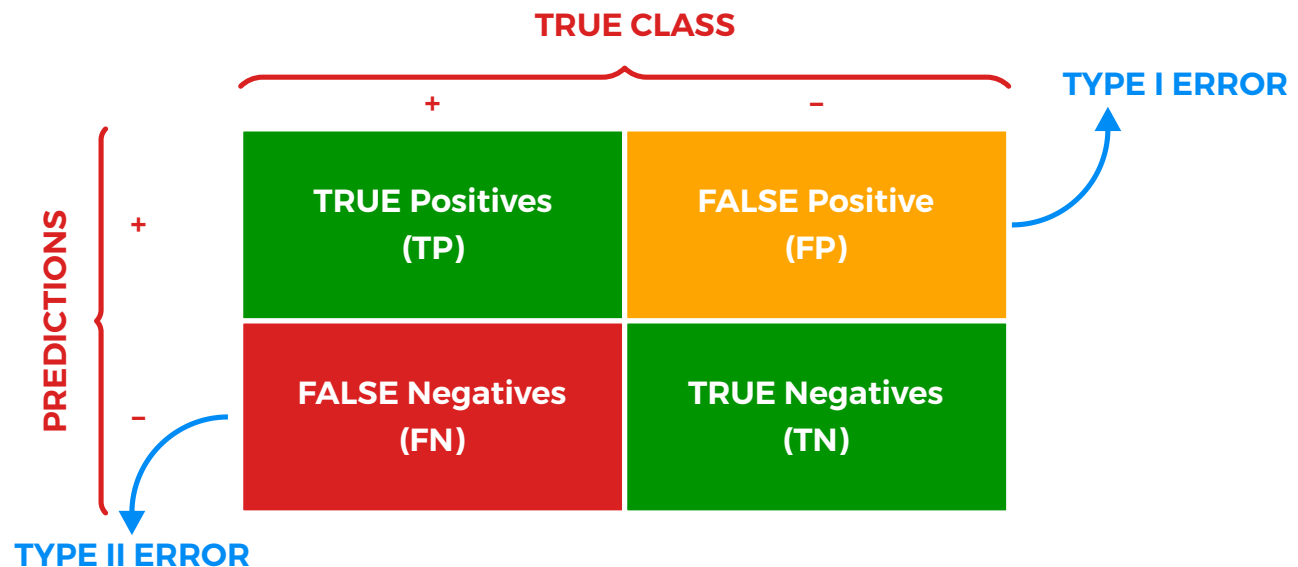 TRUE CLASS
TYPE I ERROR
+
–
PREDICTIONS
+
TRUE Positives
(TP)
FALSE Positive
(FP)
–
FALSE Negatives
(FN)
TRUE Negatives
(TN)
TYPE II ERROR